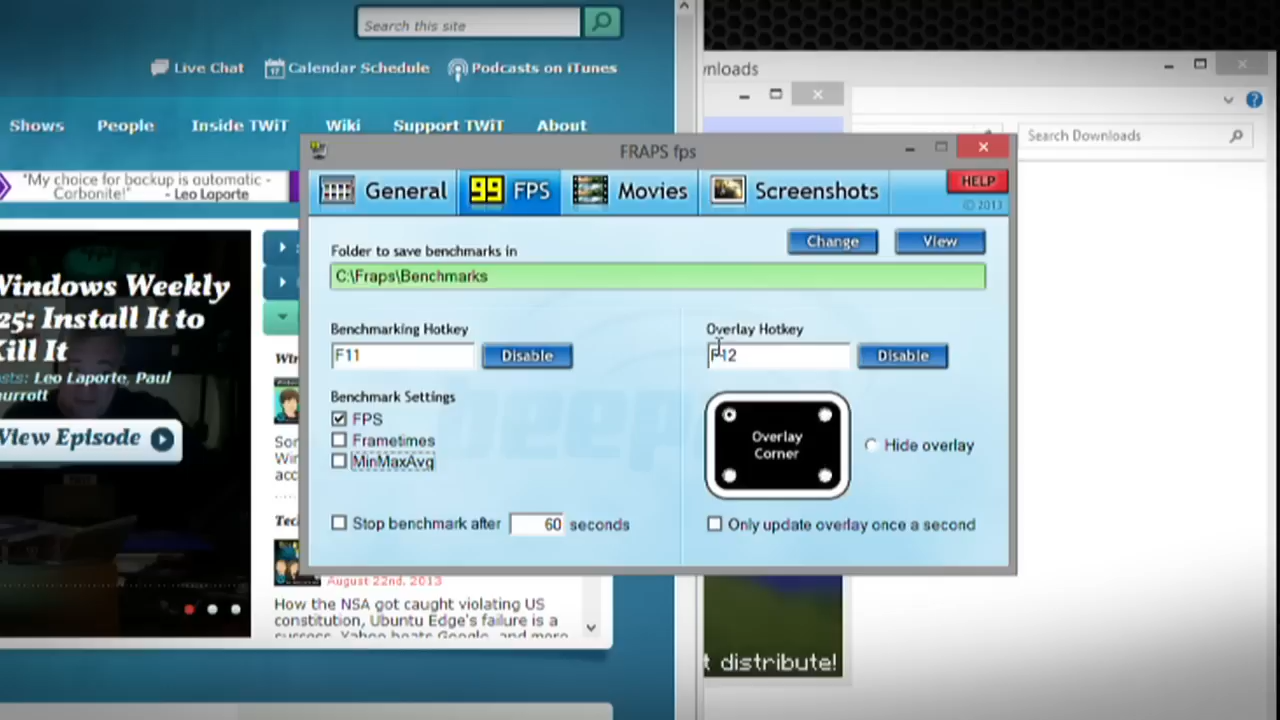 Search this site
Live Chat
Calendar Schedule
Podcasts on iTunes
Shows
People
Inside TWiT
Wiki
Support TWiT
About
"My choice for backup is automatic -
Carbonite!" - Leo Laporte
Windows Weekly
25: Install It to
Kill It
Leo Laporte, Paul
View Episode
August 22nd, 2013
How the NSA got caught violating US
constitution, Ubuntu Edge's failure is a
FRAPS fps
General
99 FPS
Movies
Screenshots
HELP
© 2013
Folder to save benchmarks in
Change
View
C:\Fraps\Benchmarks
Benchmarking Hotkey
F11
Disable
Benchmark Settings
FPS
Frametimes
MinMaxAvg
Stop benchmark after 60 seconds
Overlay Hotkey
F12
Disable
Overlay
Corner
Hide overlay
Only update overlay once a second
nloads
Search Downloads
t distribute!